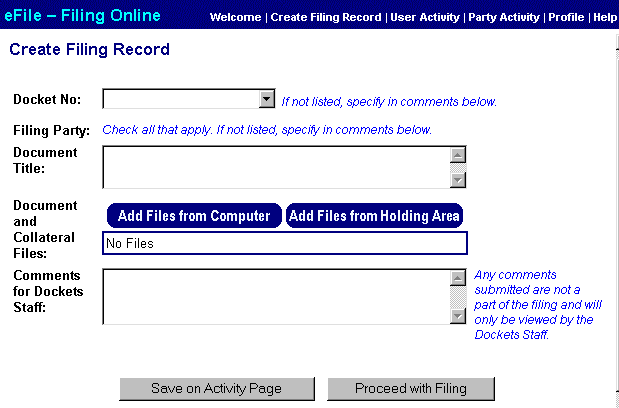 eFile – Filing Online
Welcome | Create Filing Record | User Activity | Party Activity | Profile | Help
Create Filing Record
Docket No:
If not listed, specify in comments below.
Filing Party:
Check all that apply. If not listed, specify in comments below.
Document
Title:
Document
and
Collateral
Files:
Add Files from Computer
Add Files from Holding Area
No Files
Comments
for Dockets
Staff:
Any comments
submitted are not a
part of the filing and will
only be viewed by the
Dockets Staff.
Save on Activity Page
Proceed with Filing